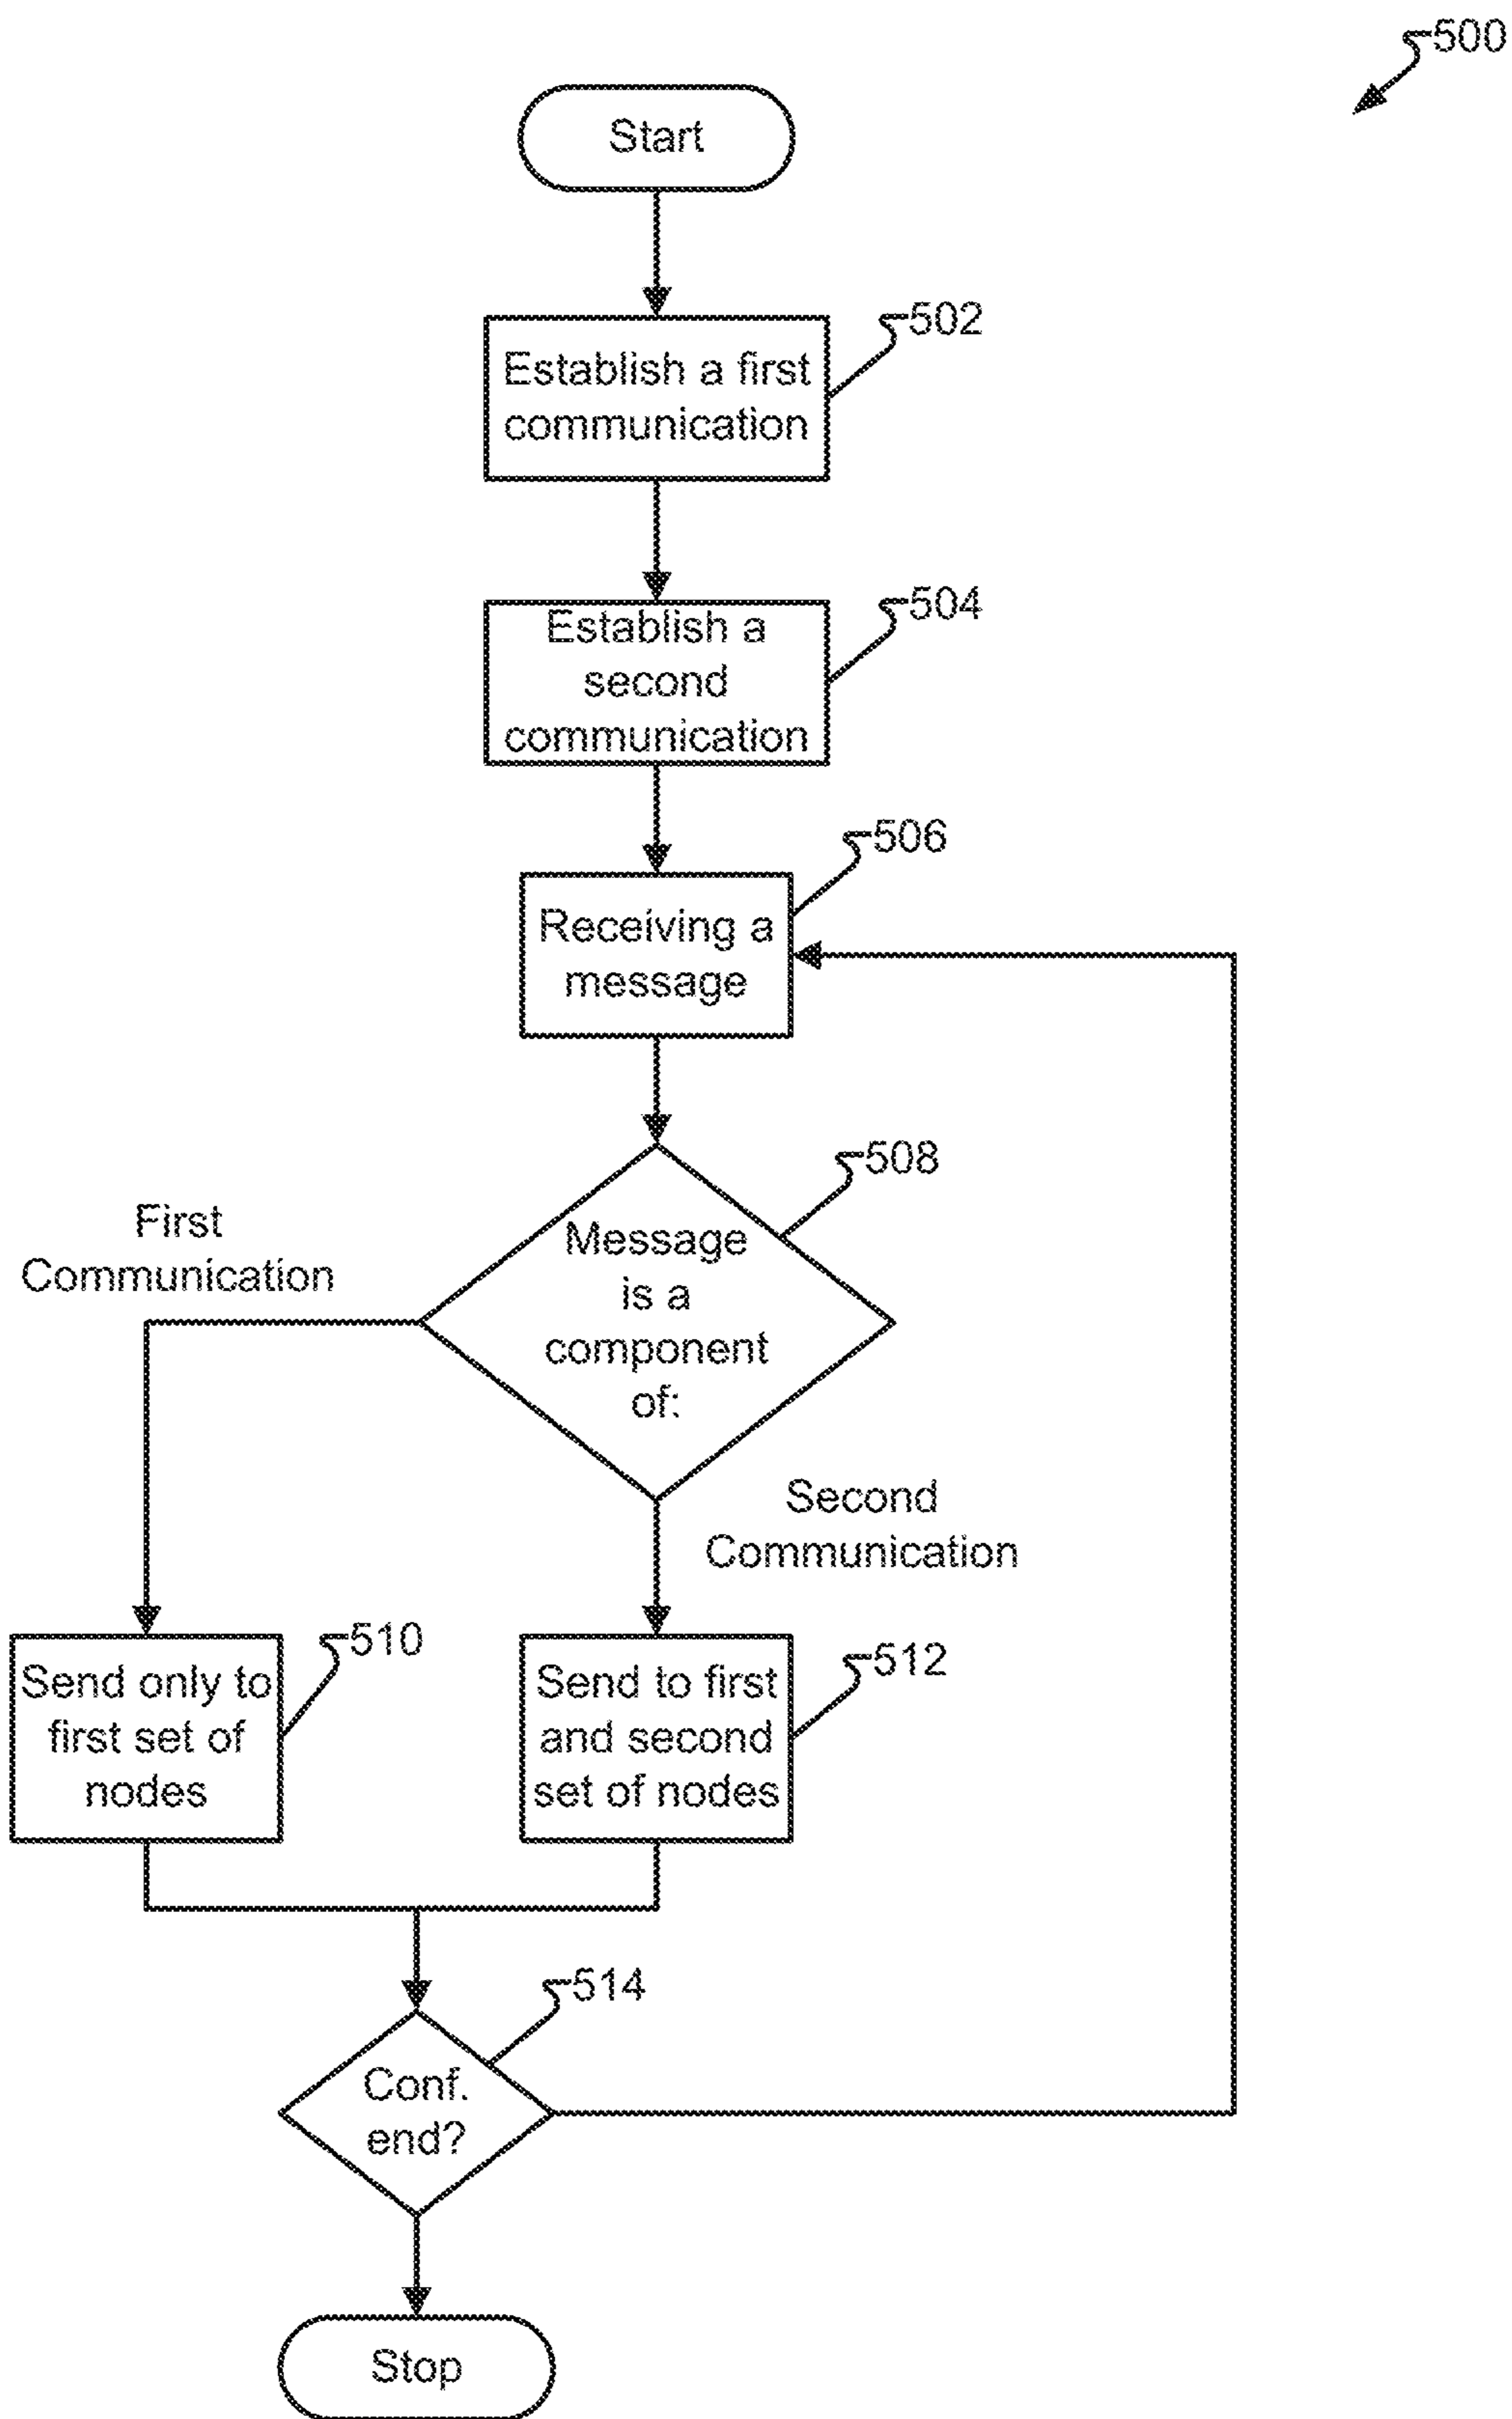 500
Start
502
Establish a first
communication
504
Establish a
second
communication
506
Receiving a
message
508
Message
is a
component
of:
First
Communication
Second
Communication
510
Send only to
first set of
nodes
512
Send to first
and second
set of nodes
514
Conf.
end?
Stop